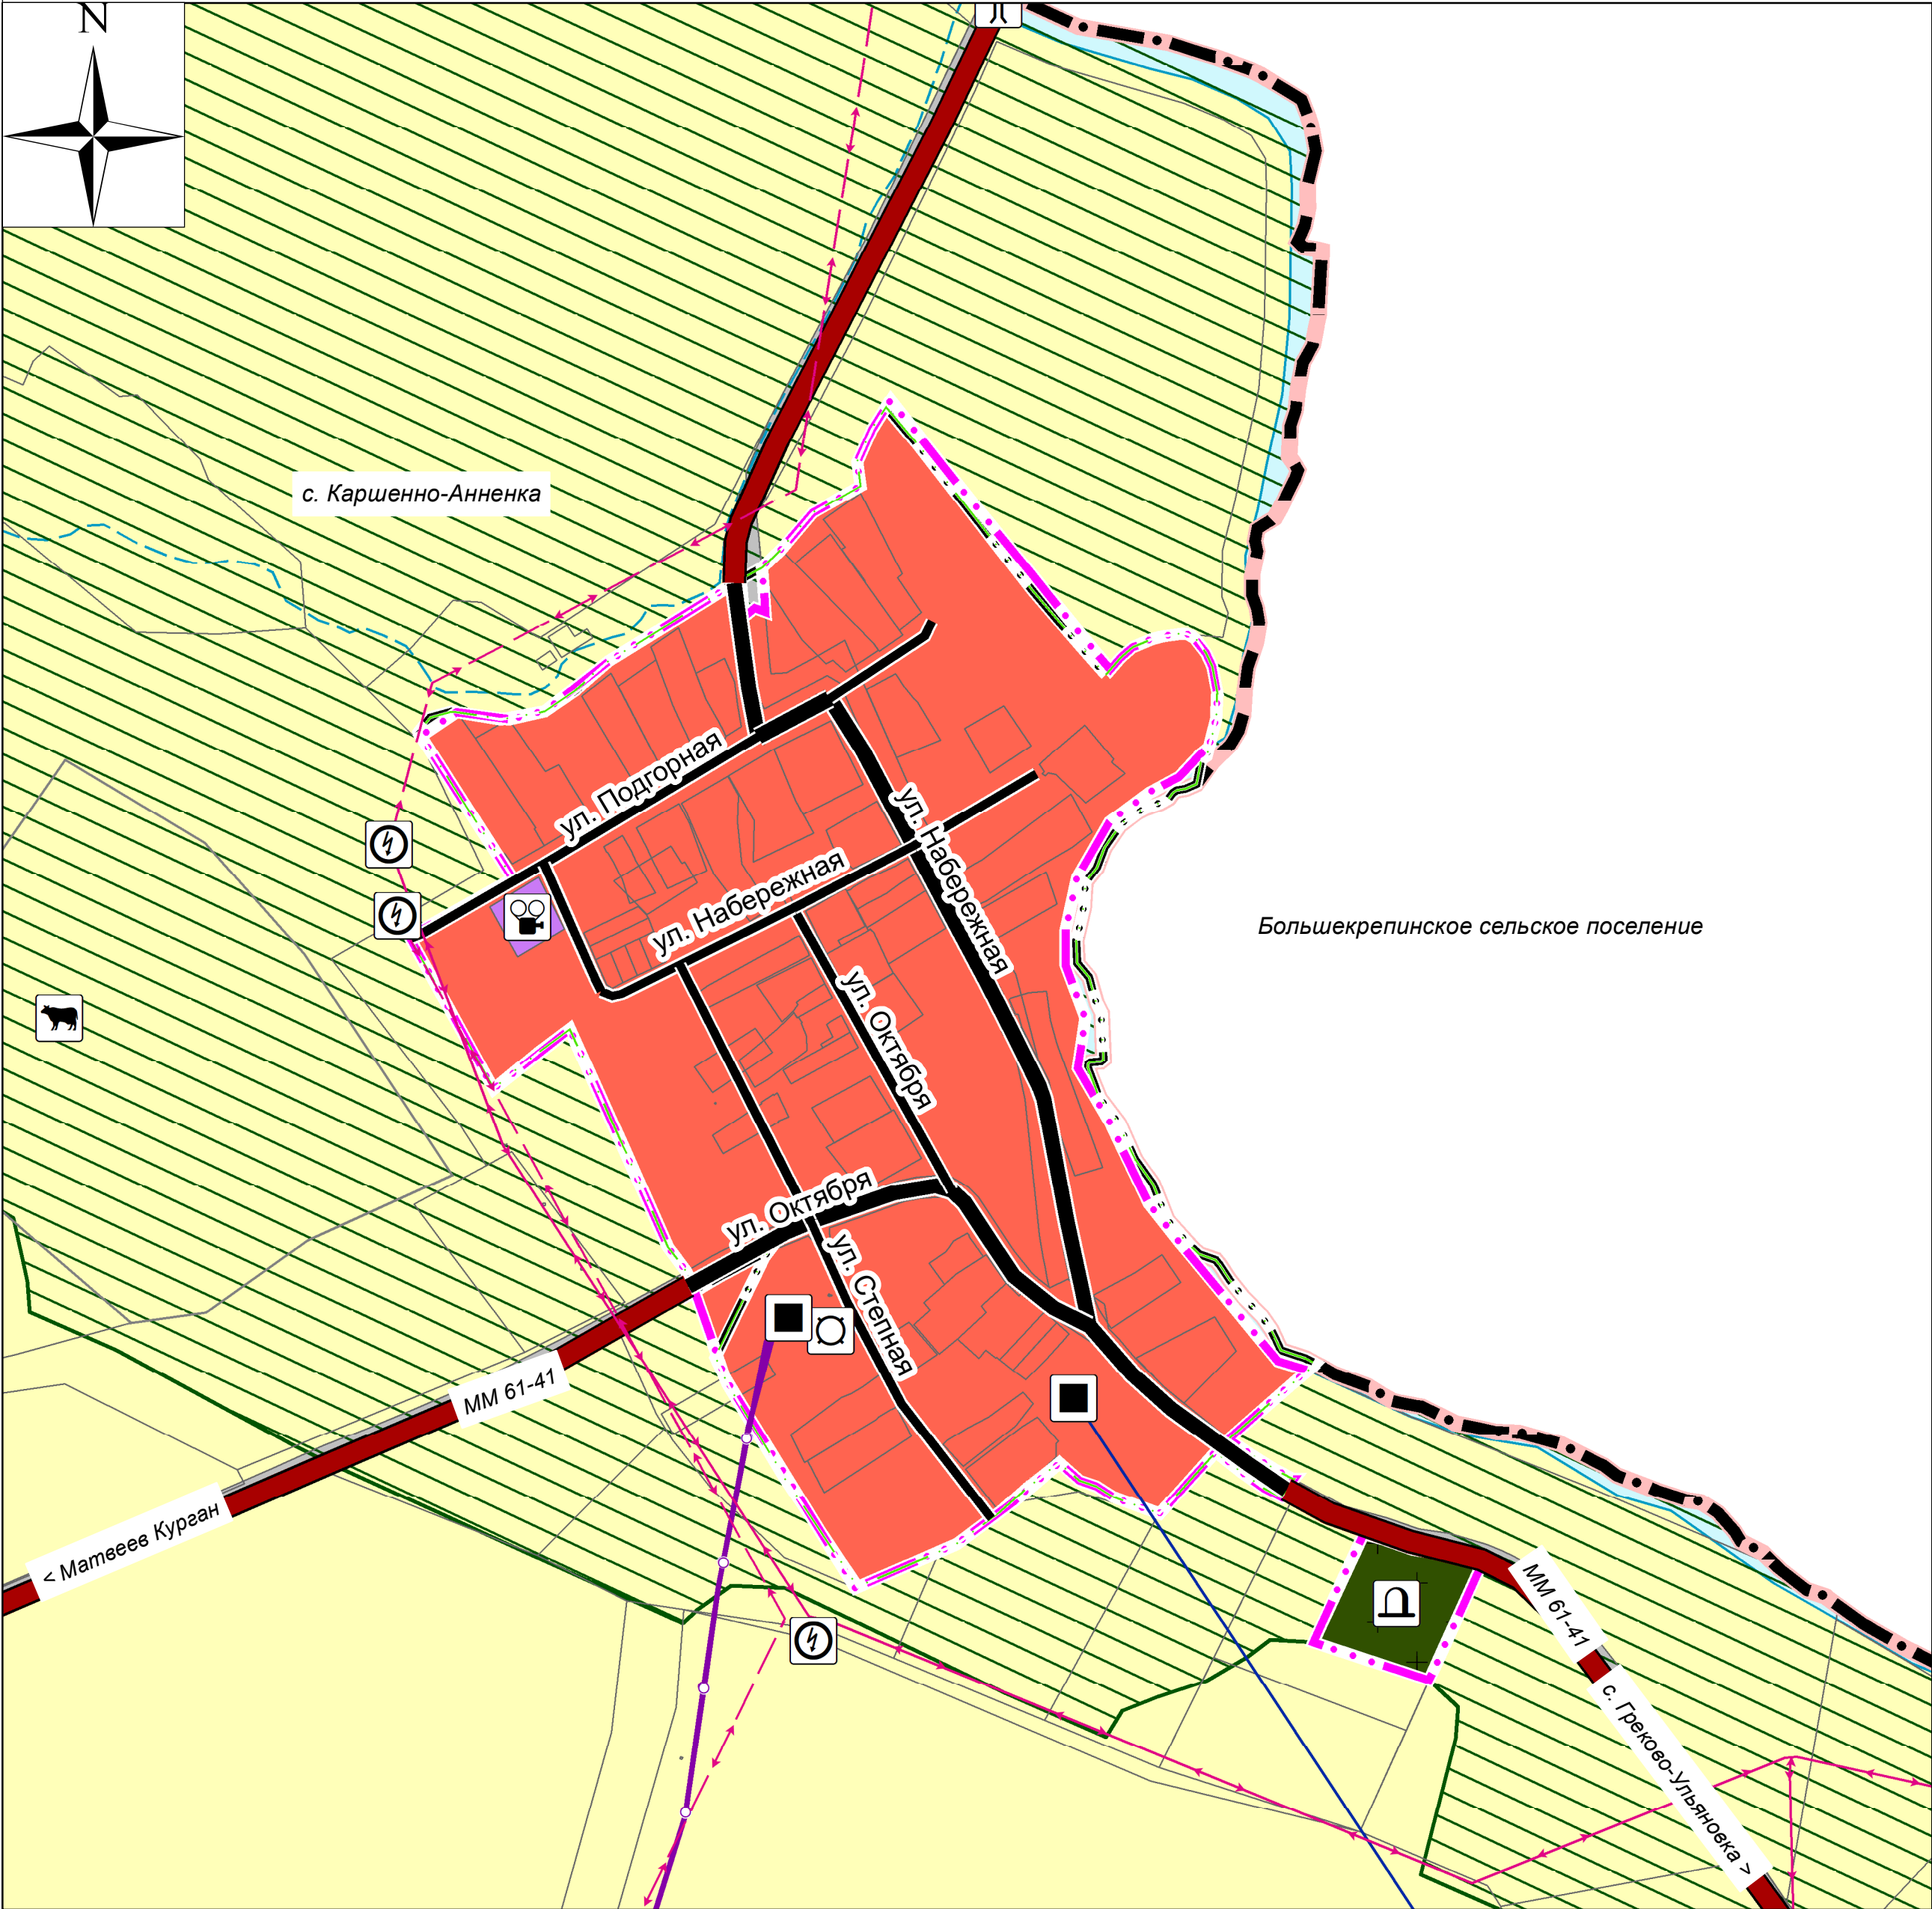 N
с. Каршенно-Анненка
ул. Подгорная
ул. Набережная
ул. Набережная
Большекрепинское сельское поселение
ул. Октября
ул. Октября
ул. Степная
ММ 61-41
< Матвеев Курган
ММ 61-41
с. Греково-Ульяновка >